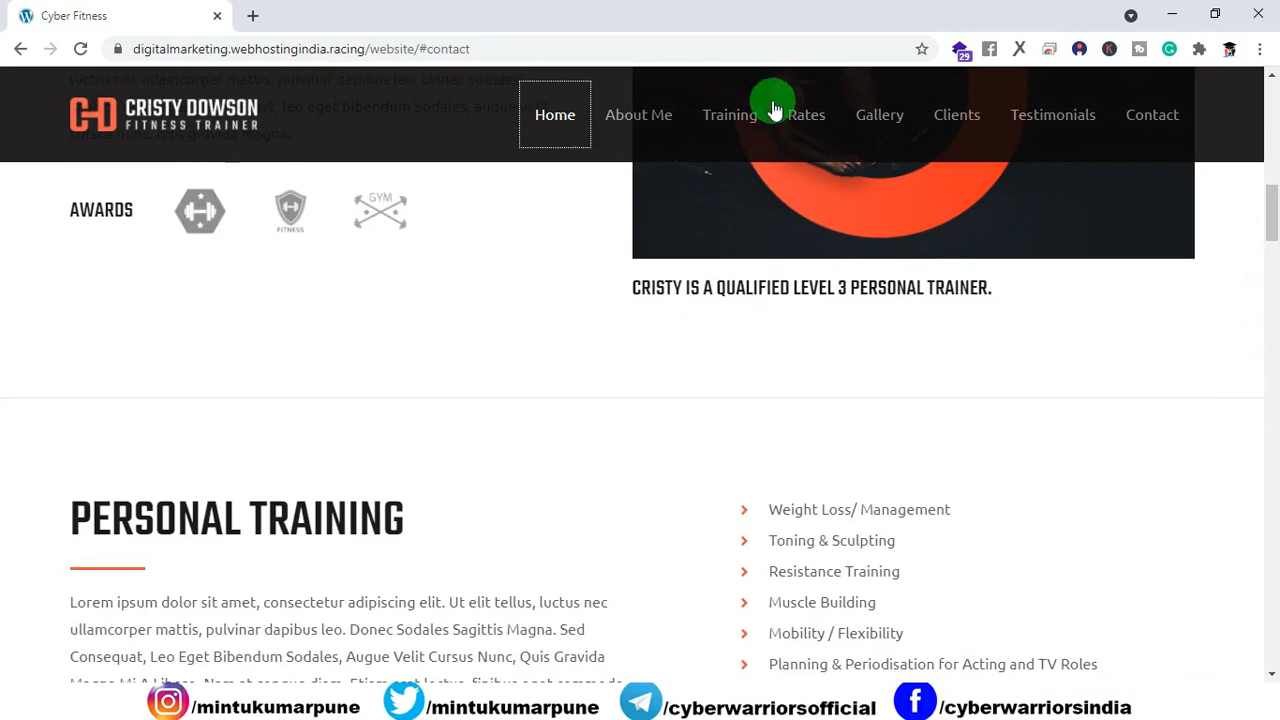 Cyber Fitness
digitalmarketing.webhostingindia.racing/website/#contact
29
CRISTY DOWSON
FITNESS TRAINER
Home
About Me
Training
Rates
Gallery
Clients
Testimonials
Contact
AWARDS
FITNESS
GYM
CRISTY IS A QUALIFIED LEVEL 3 PERSONAL TRAINER.
PERSONAL TRAINING
Lorem ipsum dolor sit amet, consectetur adipiscing elit. Ut elit tellus, luctus nec
ullamcorper mattis, pulvinar dapibus leo. Donec Sodales Sagittis Magna. Sed
Consequat, Leo Eget Bibendum Sodales, Augue Velit Cursus Nunc, Quis Gravida
Weight Loss/ Management
Toning & Sculpting
Resistance Training
Muscle Building
Mobility / Flexibility
Planning & Periodisation for Acting and TV Roles
/mintukumarpune
/mintukumarpune
/cyberwarriorsofficial
/cyberwarriorsindia